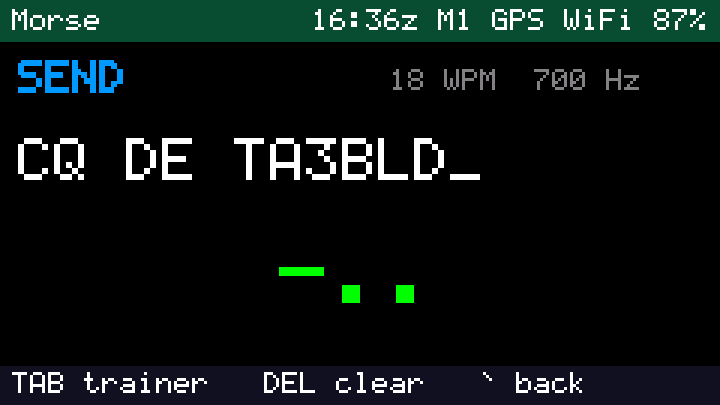 Morse 16:36z M1 GPS WiFi 87%
SEND 18 WPM 700 Hz
CQ DE TA3BLD_
-..
TAB trainer DEL clear ` back